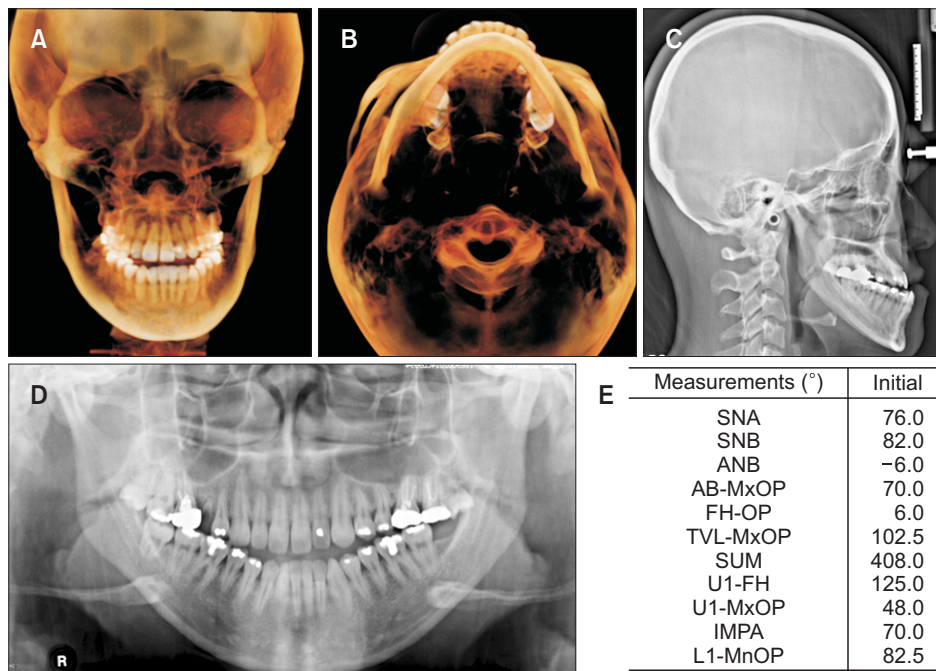 A
B
C
D
R
E
Measurements (°) Initial
SNA 76.0
SNB 82.0
ANB −6.0
AB-MxOP 70.0
FH-OP 6.0
TVL-MxOP 102.5
SUM 408.0
U1-FH 125.0
U1-MxOP 48.0
IMPA 70.0
L1-MnOP 82.5